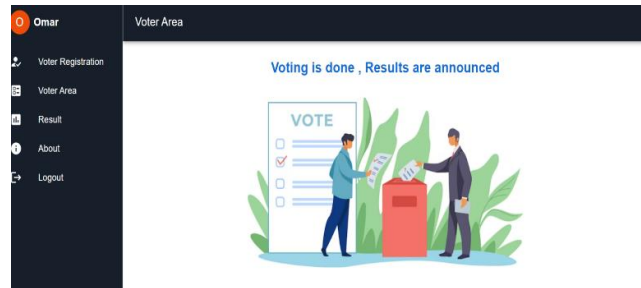 O Omar
Voter Area
Voter Registration
Voter Area
Result
About
Logout
Voting is done , Results are announced
VOTE